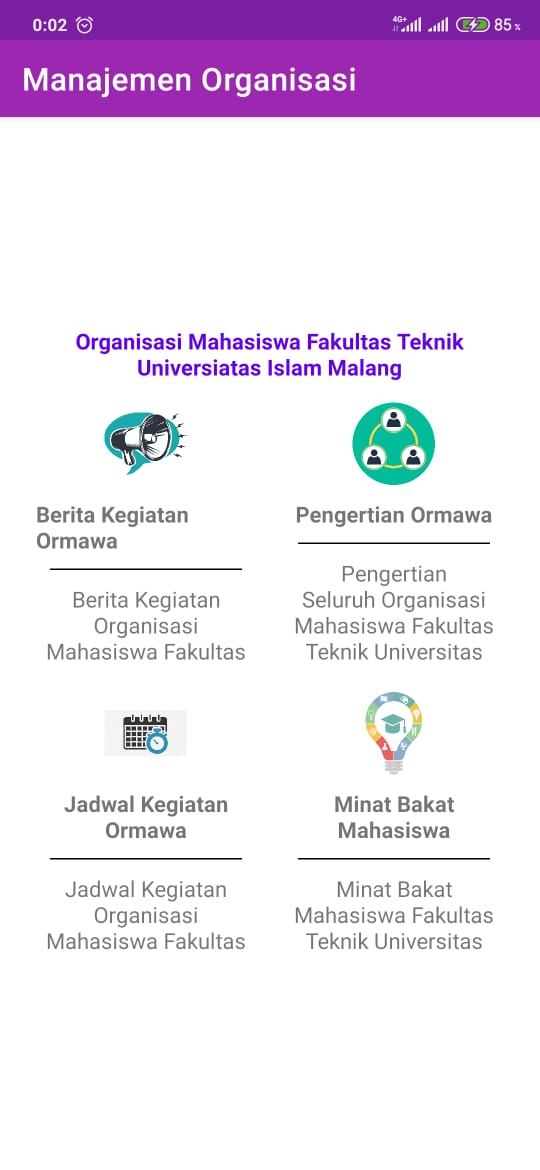 0:02
4G+
85%
Manajemen Organisasi
Organisasi Mahasiswa Fakultas Teknik
Universiatas Islam Malang
Berita Kegiatan
Ormawa
Berita Kegiatan
Organisasi
Mahasiswa Fakultas
Pengertian Ormawa
Pengertian
Seluruh Organisasi
Mahasiswa Fakultas
Teknik Universitas
Jadwal Kegiatan
Ormawa
Jadwal Kegiatan
Organisasi
Mahasiswa Fakultas
Minat Bakat
Mahasiswa
Minat Bakat
Mahasiswa Fakultas
Teknik Universitas